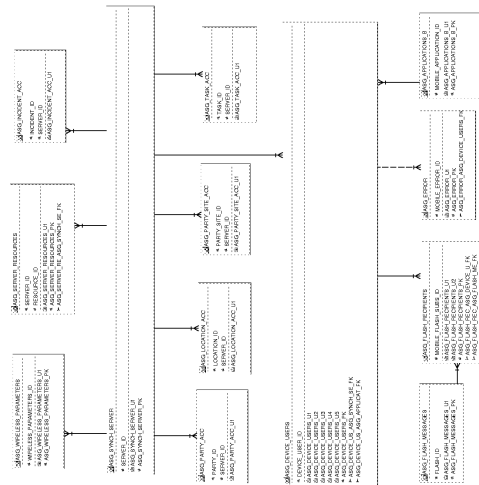 ASG_INCIDENT_ACC
* INCIDENT_ID
* SERVER_ID
ASG_INCIDENT_ACC_U1
ASG_SERVER_RESOURCES
* SERVER_ID
* RESOURCE_ID
ASG_SERVER_RESOURCES_U1
ASG_SERVER_RESOURCES_PK
ASG_SERVER_RE_ASG_SYNCH_SE_FK
ASG_WIRELESS_PARAMETERS
* WIRELESS_PARAMETERS_ID
ASG_WIRELESS_PARAMETERS_U1
ASG_WIRELESS_PARAMETERS_PK
ASG_SYNCH_SERVER
* SERVER_ID
ASG_SYNCH_SERVER_U1
ASG_SYNCH_SERVER_PK
ASG_TASK_ACC
* TASK_ID
* SERVER_ID
ASG_TASK_ACC_U1
ASG_PARTY_SITE_ACC
* PARTY_SITE_ID
* SERVER_ID
ASG_PARTY_SITE_ACC_U1
ASG_LOCATION_ACC
* LOCATION_ID
* SERVER_ID
ASG_LOCATION_ACC_U1
ASG_PARTY_ACC
* PARTY_ID
* SERVER_ID
ASG_PARTY_ACC_U1
ASG_DEVICE_USERS
* DEVICE_USER_ID
ASG_DEVICE_USERS_U1
ASG_DEVICE_USERS_U2
ASG_DEVICE_USERS_U3
ASG_DEVICE_USERS_U4
ASG_DEVICE_USERS_U5
ASG_DEVICE_USERS_PK
ASG_DEVICE_US_ASG_SYNCH_SE_FK
ASG_DEVICE_US_ASG_APPLICAT_FK
ASG_APPLICATIONS_B
* MOBILE_APPLICATION_ID
ASG_APPLICATIONS_B_U1
ASG_APPLICATIONS_B_PK
ASG_ERROR
* MOBILE_ERROR_ID
ASG_ERROR_U1
ASG_ERROR_PK
ASG_ERROR_ASG_DEVICE_USERS_FK
ASG_FLASH_RECIPIENTS
* MOBILE_FLASH_SUBS_ID
ASG_FLASH_RECIPIENTS_U1
ASG_FLASH_RECIPIENTS_U2
ASG_FLASH_RECIPIENTS_PK
ASG_FLASH_REC_ASG_DEVICE_U_FK
ASG_FLASH_REC_ASG_FLASH_ME_FK
ASG_FLASH_MESSAGES
* FLASH_ID
ASG_FLASH_MESSAGES_U1
ASG_FLASH_MESSAGES_PK